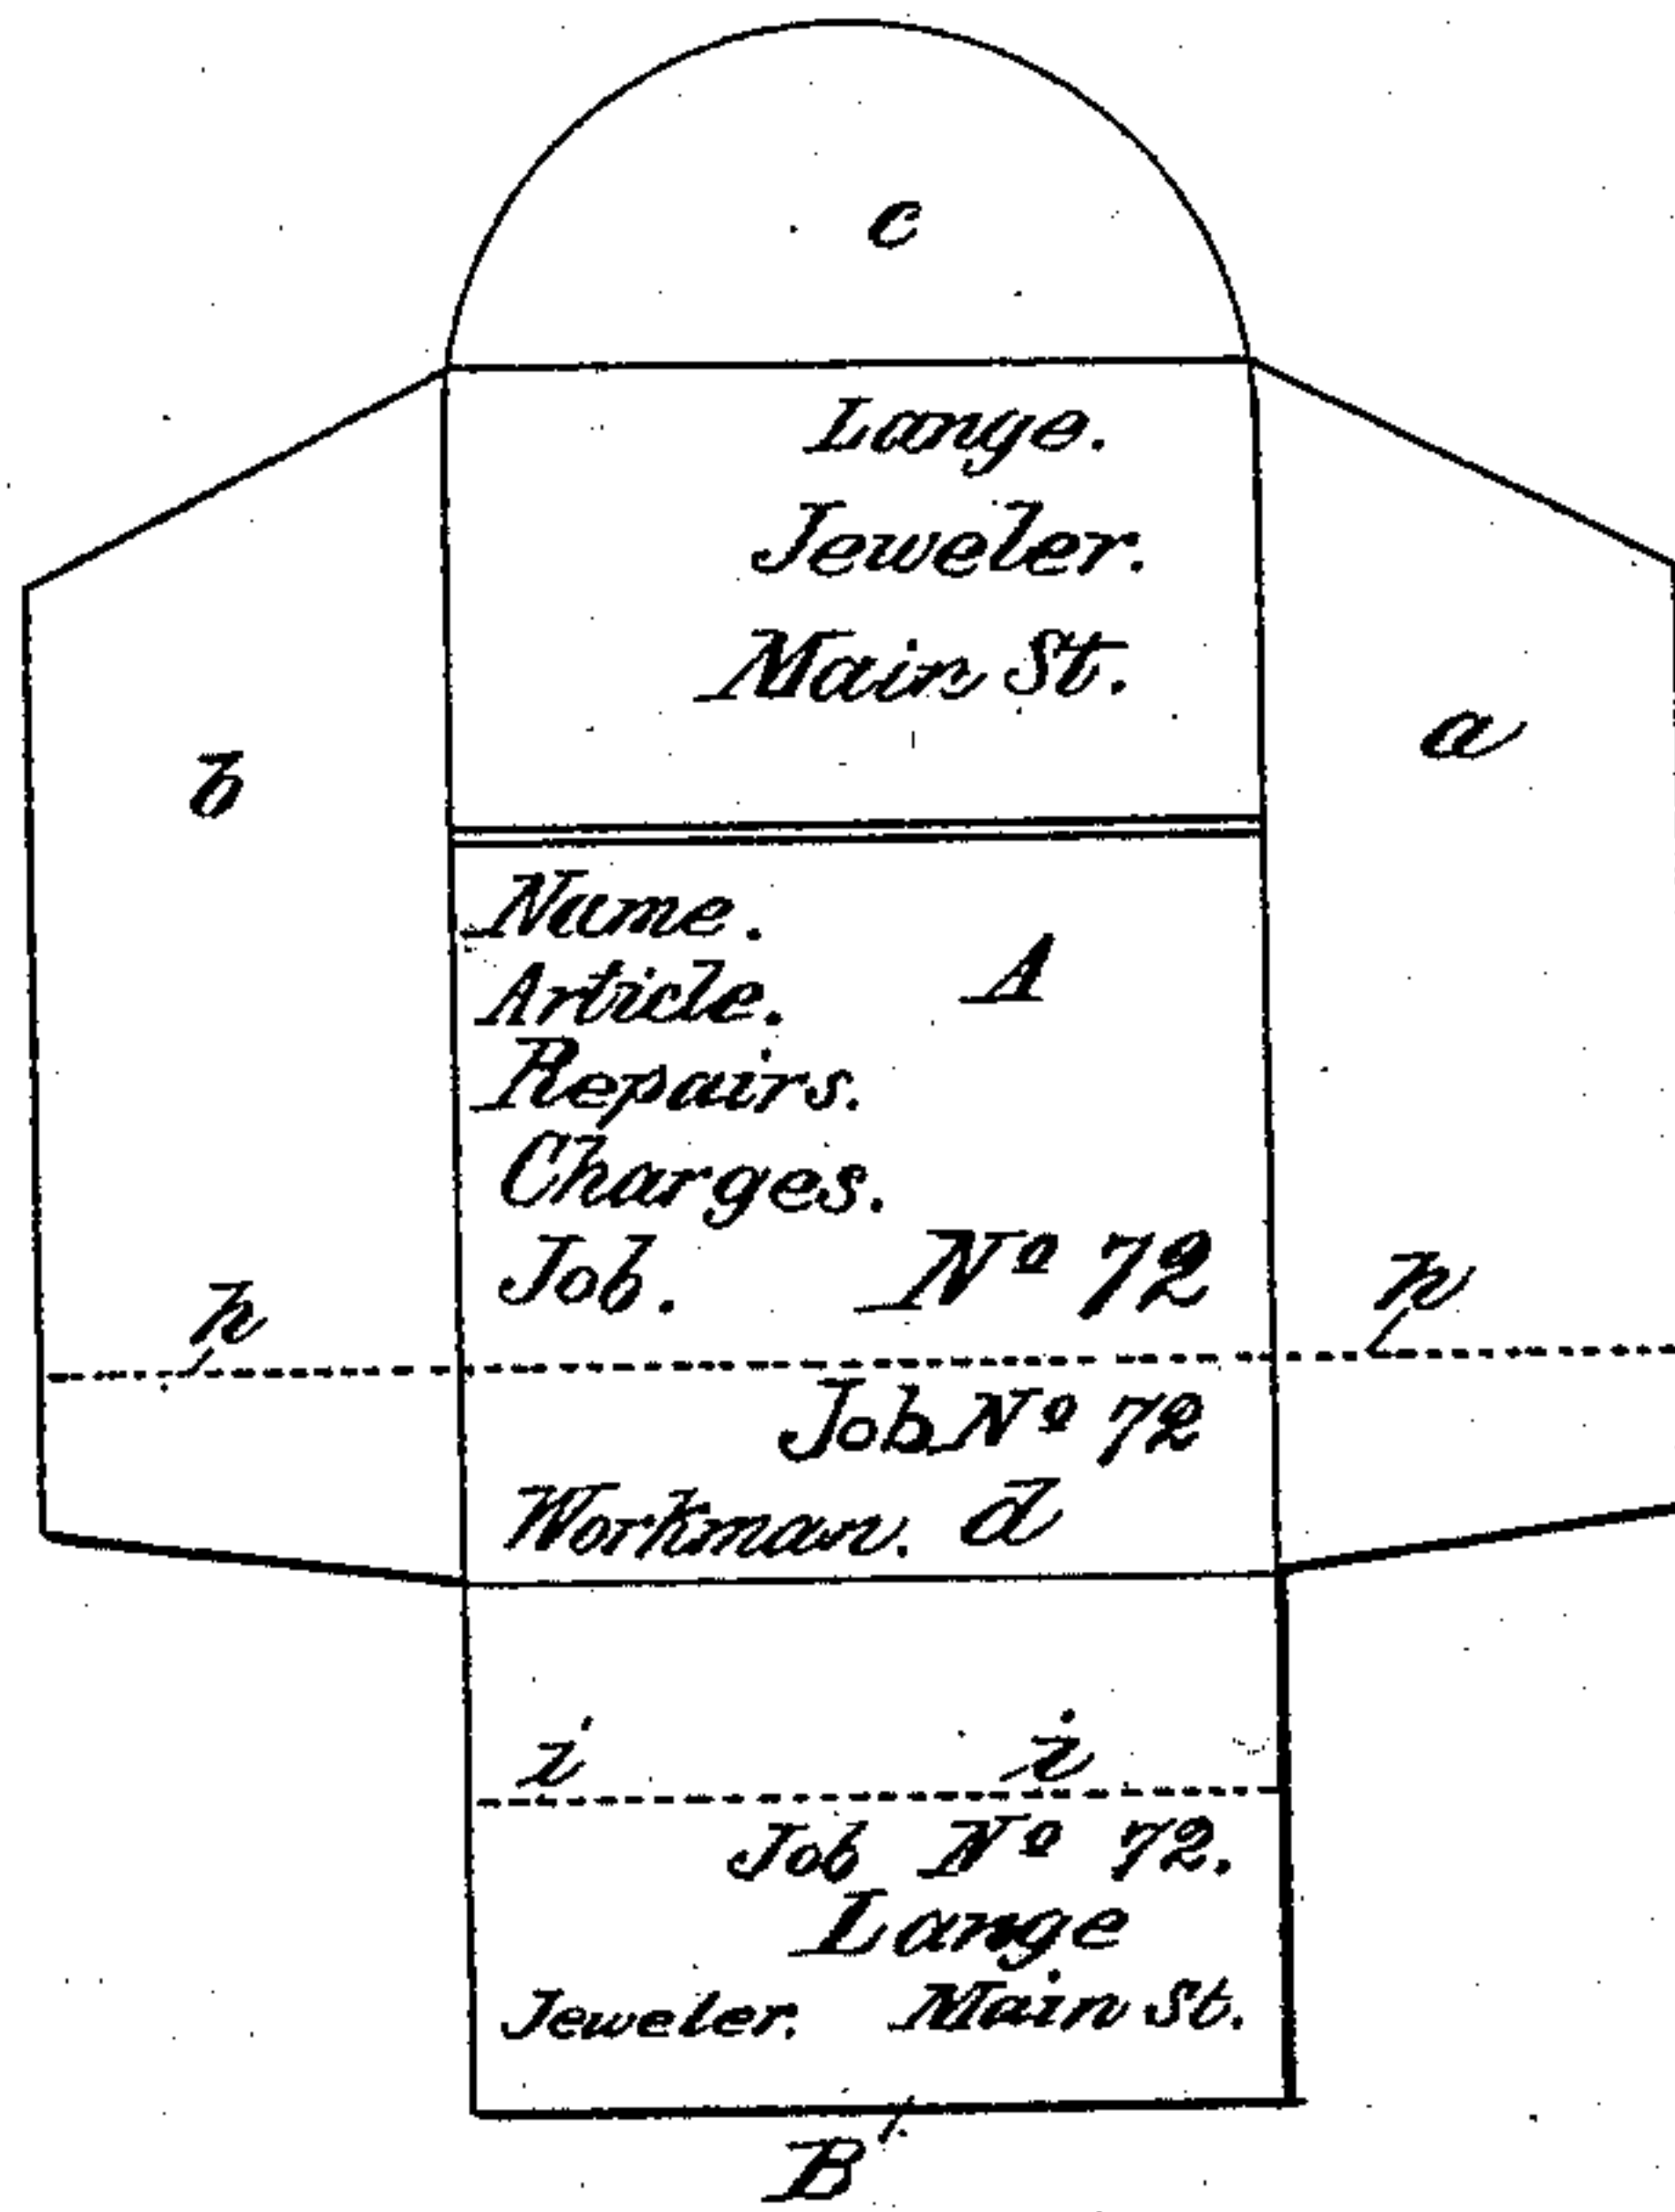 c
Lange.
Jeweler.
Main St.
b
a
Name.
A
Article.
Repairs.
Charges.
Job. Nº 72
h
h
Job Nº 72
Workman. d
i i
Job Nº 72.
Lange
Jeweler. Main St.
B